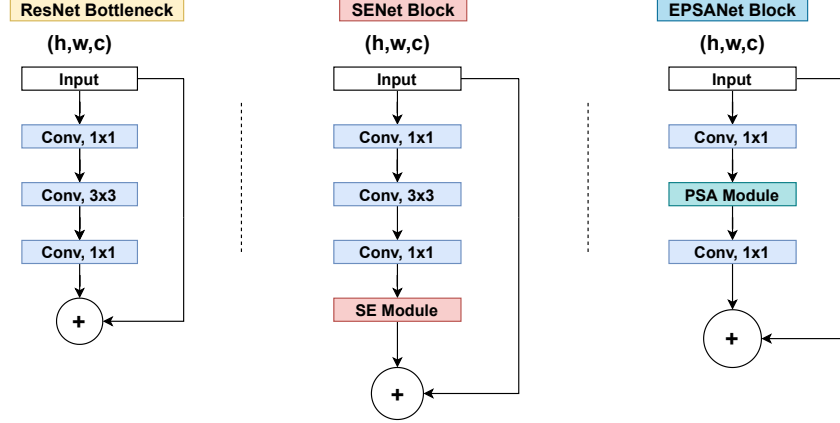 ResNet Bottleneck
(h,w,c)
Input
Conv, 1x1
Conv, 3x3
Conv, 1x1
+
SENet Block
(h,w,c)
Input
Conv, 1x1
Conv, 3x3
Conv, 1x1
SE Module
+
EPSANet Block
(h,w,c)
Input
Conv, 1x1
PSA Module
Conv, 1x1
+